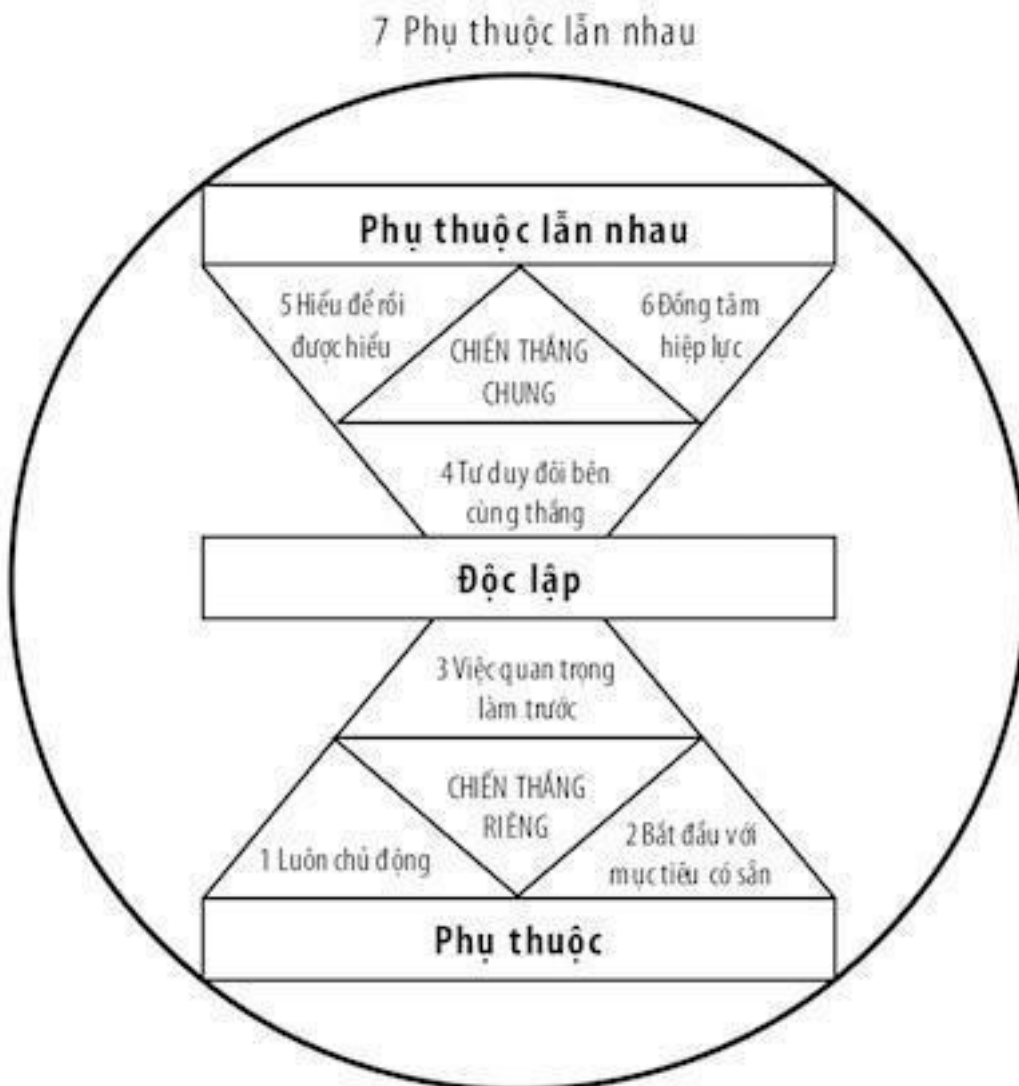 7 Phụ thuộc lẫn nhau
Phụ thuộc lẫn nhau
5 Hiểu để rồi
được hiểu
CHIẾN THẮNG
CHUNG
6 Đồng tâm
hiệp lực
4 Tư duy đôi bên
cùng thắng
Độc lập
3 Việc quan trọng
làm trước
CHIẾN THẮNG
RIÊNG
1 Luôn chủ động
2 Bắt đầu với
mục tiêu có sẵn
Phụ thuộc